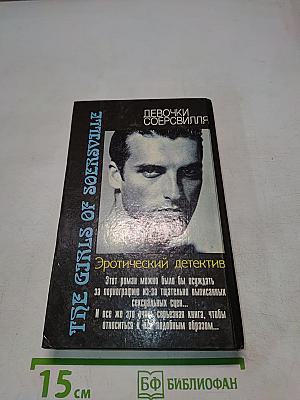 THE GIRLS OF SOERSVILLE
ДЕВОЧКИ
СОЕРСВИЛЛЯ
Эротический детектив
Этот роман можно было бы осуждать
за порнографию из-за тщательно выписанных
сексуальных сцен...
И все же это очень серьезная книга, чтобы
относиться к ней подобным образом...
15 см
БФ БИБЛИОФАН